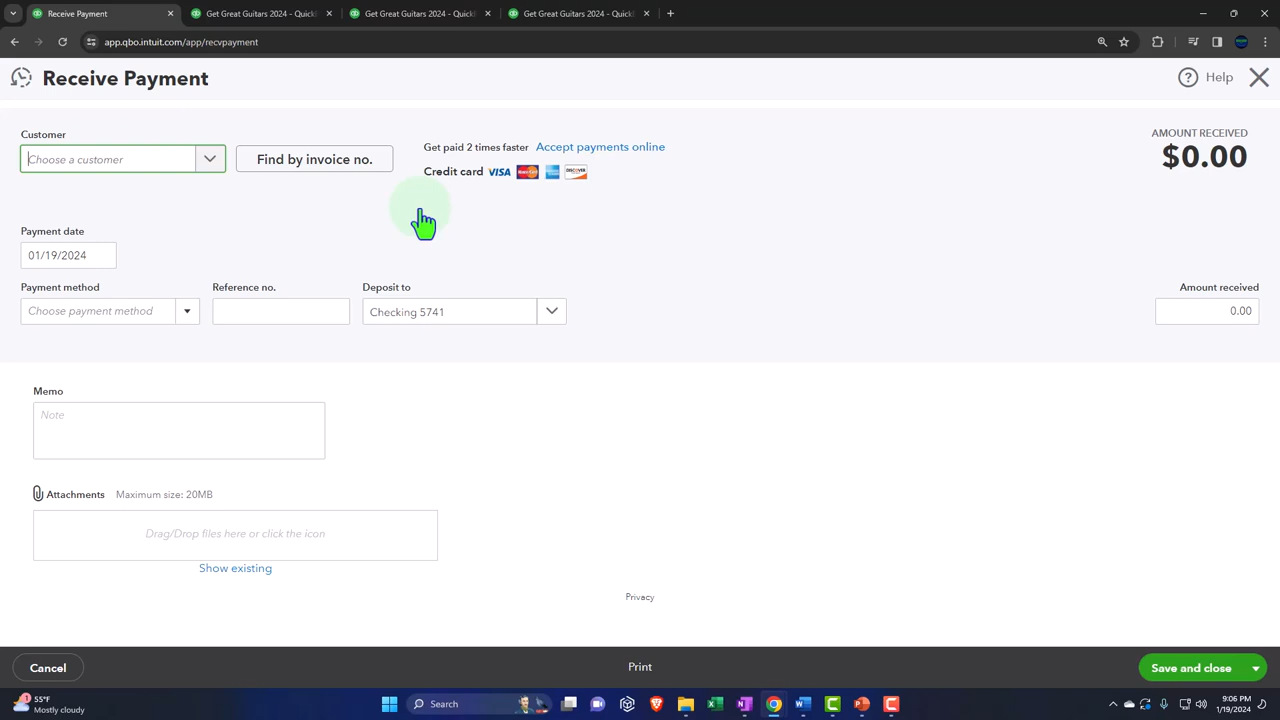 Receive Payment
Get Great Guitars 2024 - Quick
Get Great Guitars 2024 - Quick
Get Great Guitars 2024 - Quick
app.qbo.intuit.com/app/recvpayment
Receive Payment
Help
Customer
Choose a customer
Find by invoice no.
Get paid 2 times faster Accept payments online
Credit card VISA MasterCard AMEX DISCOVER
AMOUNT RECEIVED
$0.00
Payment date
01/19/2024
Payment method
Reference no.
Deposit to
Amount received
Choose payment method
Checking 5741
0.00
Memo
Note
Attachments Maximum size: 20MB
Drag/Drop files here or click the icon
Show existing
Privacy
Cancel
Print
Save and close
1
55°F
Mostly cloudy
Search
9:06 PM
1/19/2024